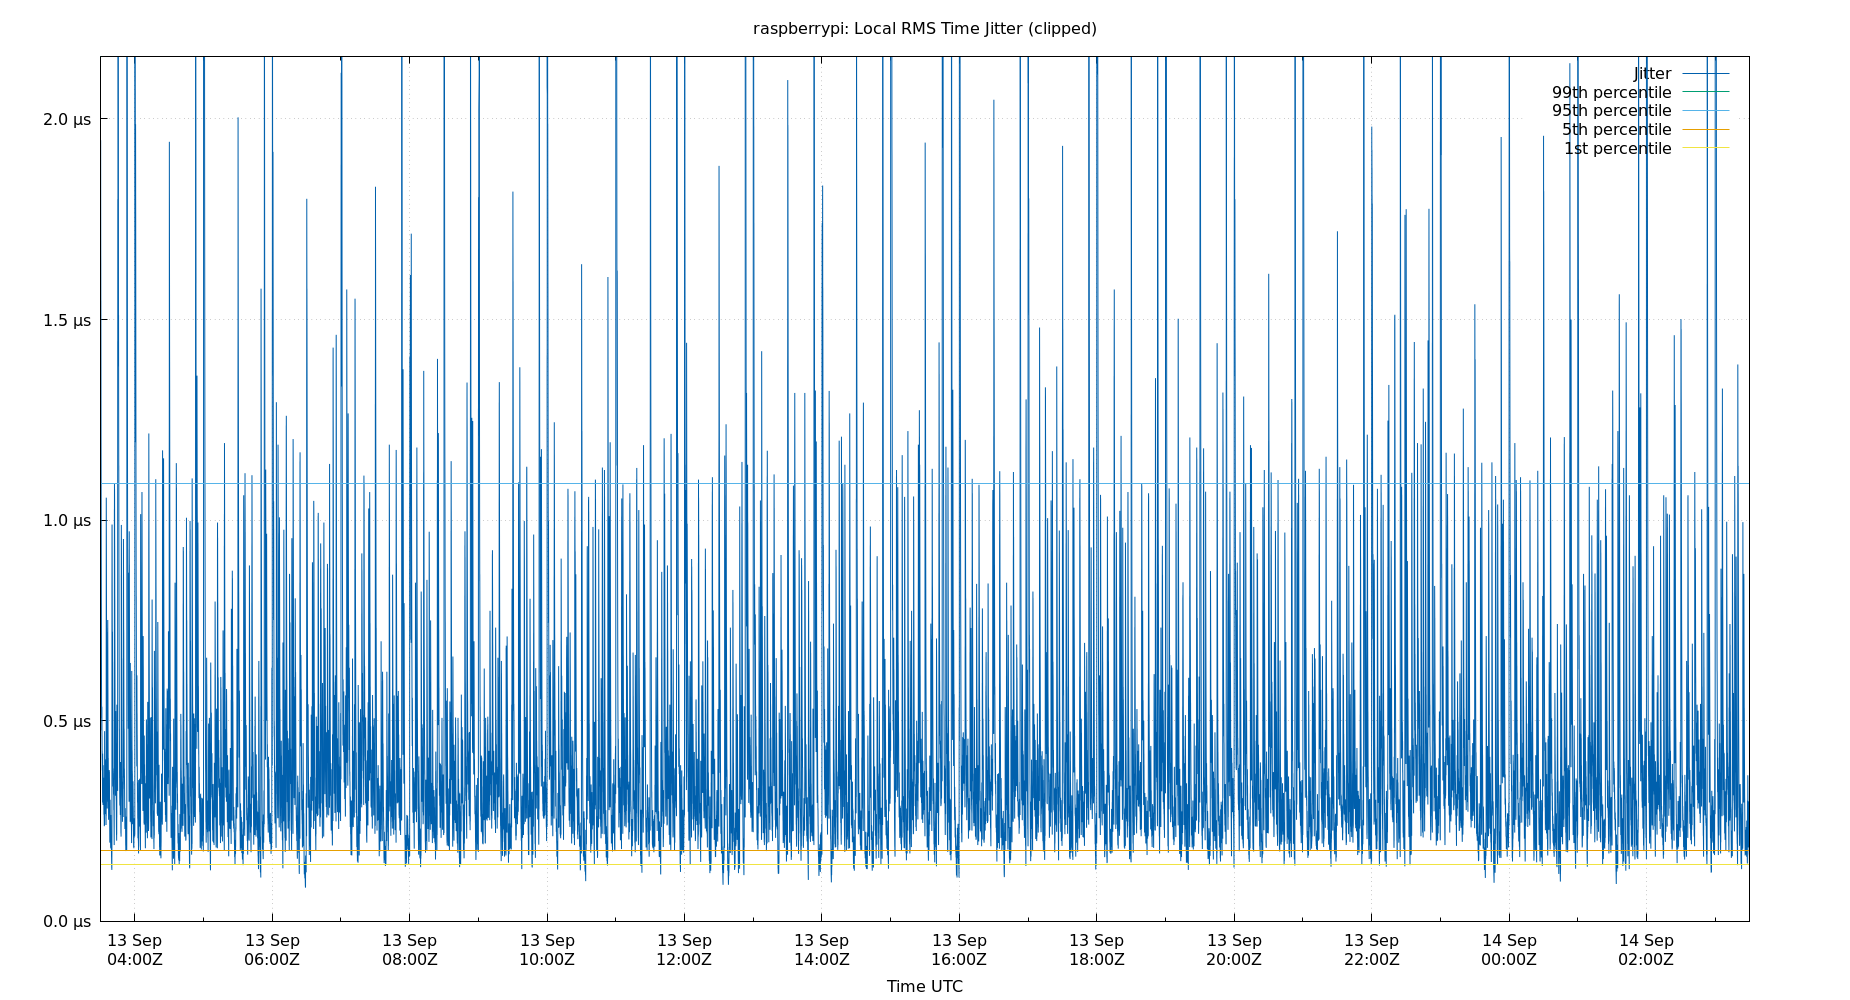 raspberrypi: Local RMS Time Jitter (clipped)
Jitter
99th percentile
95th percentile
5th percentile
1st percentile
2.0 µs
1.5 µs
1.0 µs
0.5 µs
0.0 µs
13 Sep 13 Sep 13 Sep 13 Sep 13 Sep 13 Sep 13 Sep 13 Sep 13 Sep 13 Sep 14 Sep 14 Sep
04:00Z 06:00Z 08:00Z 10:00Z 12:00Z 14:00Z 16:00Z 18:00Z 20:00Z 22:00Z 00:00Z 02:00Z
Time UTC